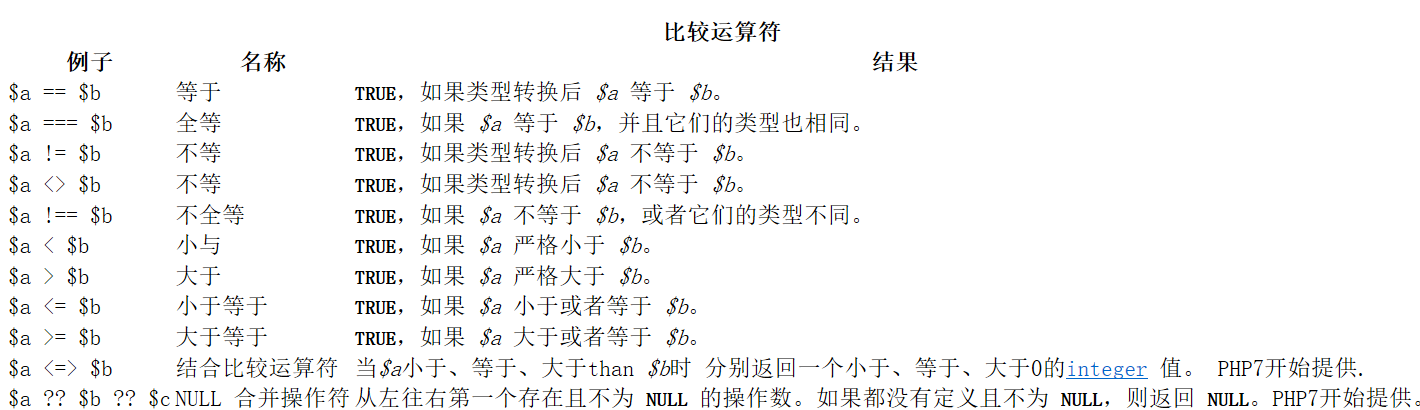 比较运算符
例子 名称 结果
$a == $b 等于 TRUE，如果类型转换后 $a 等于 $b。
$a === $b 全等 TRUE，如果 $a 等于 $b，并且它们的类型也相同。
$a != $b 不等 TRUE，如果类型转换后 $a 不等于 $b。
$a <> $b 不等 TRUE，如果类型转换后 $a 不等于 $b。
$a !== $b 不全等 TRUE，如果 $a 不等于 $b，或者它们的类型不同。
$a < $b 小与 TRUE，如果 $a 严格小于 $b。
$a > $b 大于 TRUE，如果 $a 严格大于 $b。
$a <= $b 小于等于 TRUE，如果 $a 小于或者等于 $b。
$a >= $b 大于等于 TRUE，如果 $a 大于或者等于 $b。
$a <=> $b 结合比较运算符 当$a小于、等于、大于than $b时 分别返回一个小于、等于、大于0的integer 值。 PHP7开始提供.
$a ?? $b ?? $c NULL 合并操作符 从左往右第一个存在且不为 NULL 的操作数。如果都没有定义且不为 NULL，则返回 NULL。PHP7开始提供。